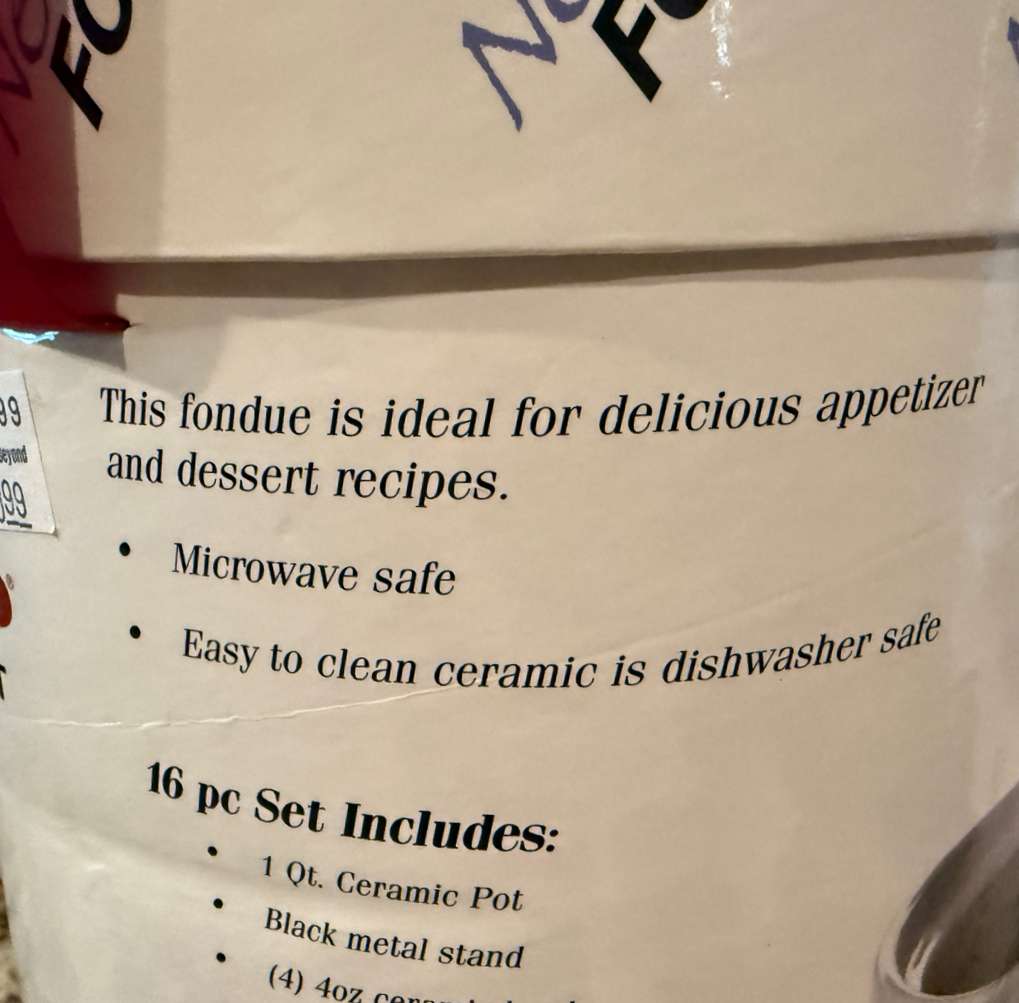 This fondue is ideal for delicious appetizer
and dessert recipes.
• Microwave safe
• Easy to clean ceramic is dishwasher safe
16 pc Set Includes:
• 1 Qt. Ceramic Pot
• Black metal stand
• (4) 4oz